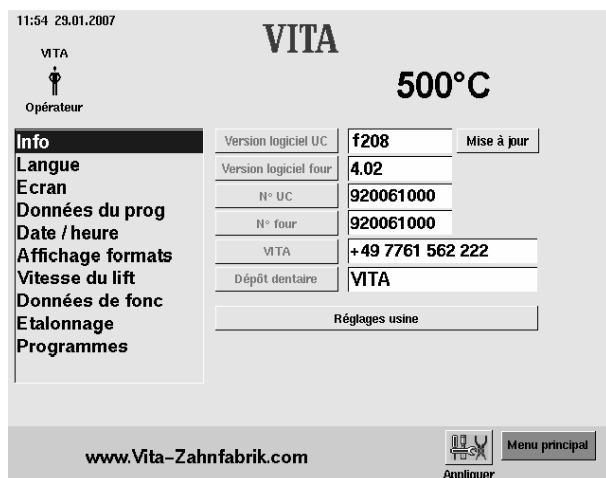 11:54 29.01.2007
VITA
VITA
500°C
Opérateur
Info
Langue
Ecran
Données du prog
Date / heure
Affichage formats
Vitesse du lift
Données de fonc
Etalonnage
Programmes
Version logiciel UC f208 Mise à jour
Version logiciel four 4.02
N° UC 920061000
N° four 920061000
VITA +49 7761 562 222
Dépôt dentaire VITA
Réglages usine
www.Vita-Zahnfabrik.com
Appliquer
Menu principal